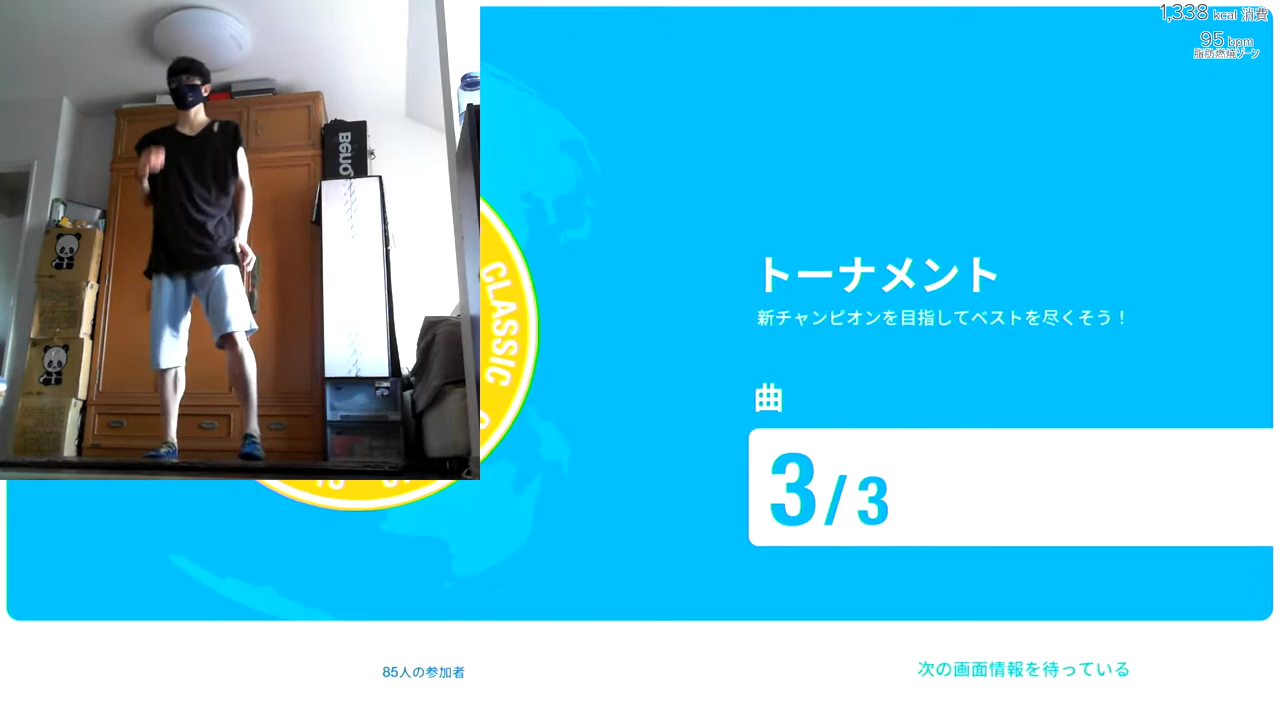 1,338 kcal 消費
95 bpm
脂肪燃焼ゾーン
BenQ
CLASSIC
トーナメント
新チャンピオンを目指してベストを尽くそう！
曲
3/3
85人の参加者
次の画面情報を待っている